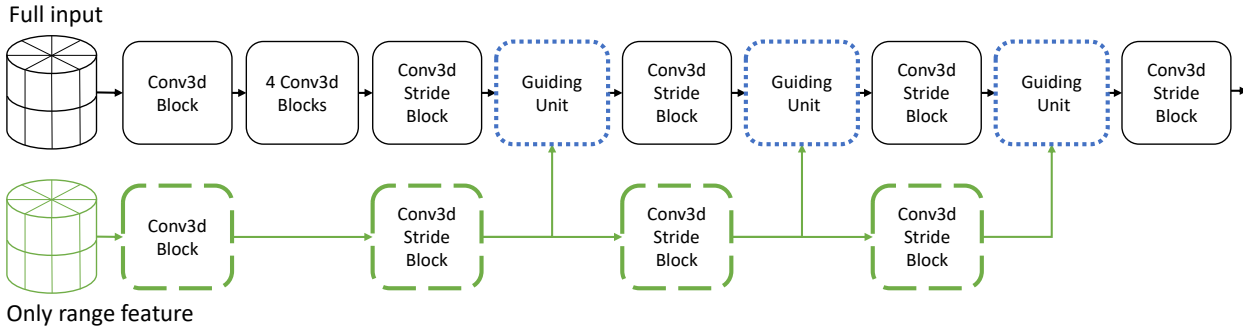 Full input
Conv3d
Block
4 Conv3d
Blocks
Conv3d
Stride
Block
Guiding
Unit
Conv3d
Stride
Block
Guiding
Unit
Conv3d
Stride
Block
Guiding
Unit
Conv3d
Stride
Block
Conv3d
Block
Conv3d
Stride
Block
Conv3d
Stride
Block
Conv3d
Stride
Block
Only range feature